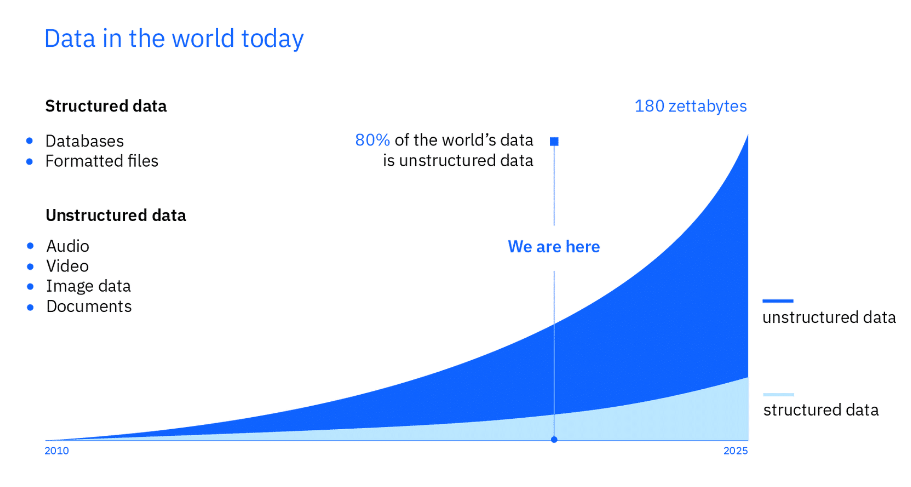 Data in the world today
Structured data
Databases
Formatted files
Unstructured data
Audio
Video
Image data
Documents
80% of the world's data
is unstructured data
We are here
180 zettabytes
unstructured data
structured data
2010
2025